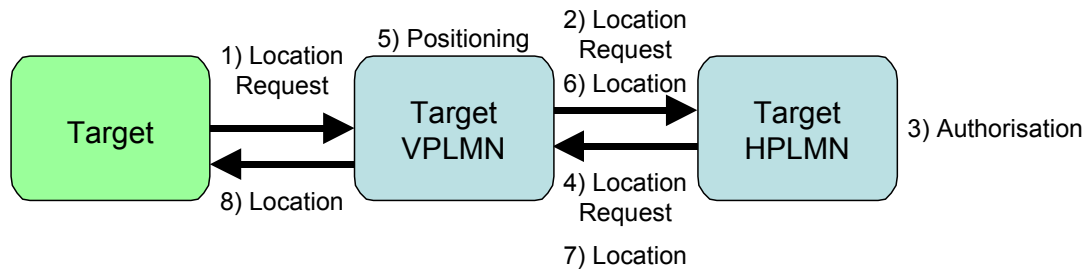 1) Location
Request
5) Positioning
2) Location
Request
6) Location
Target
Target
VPLMN
Target
HPLMN
3) Authorisation
8) Location
4) Location
Request
7) Location